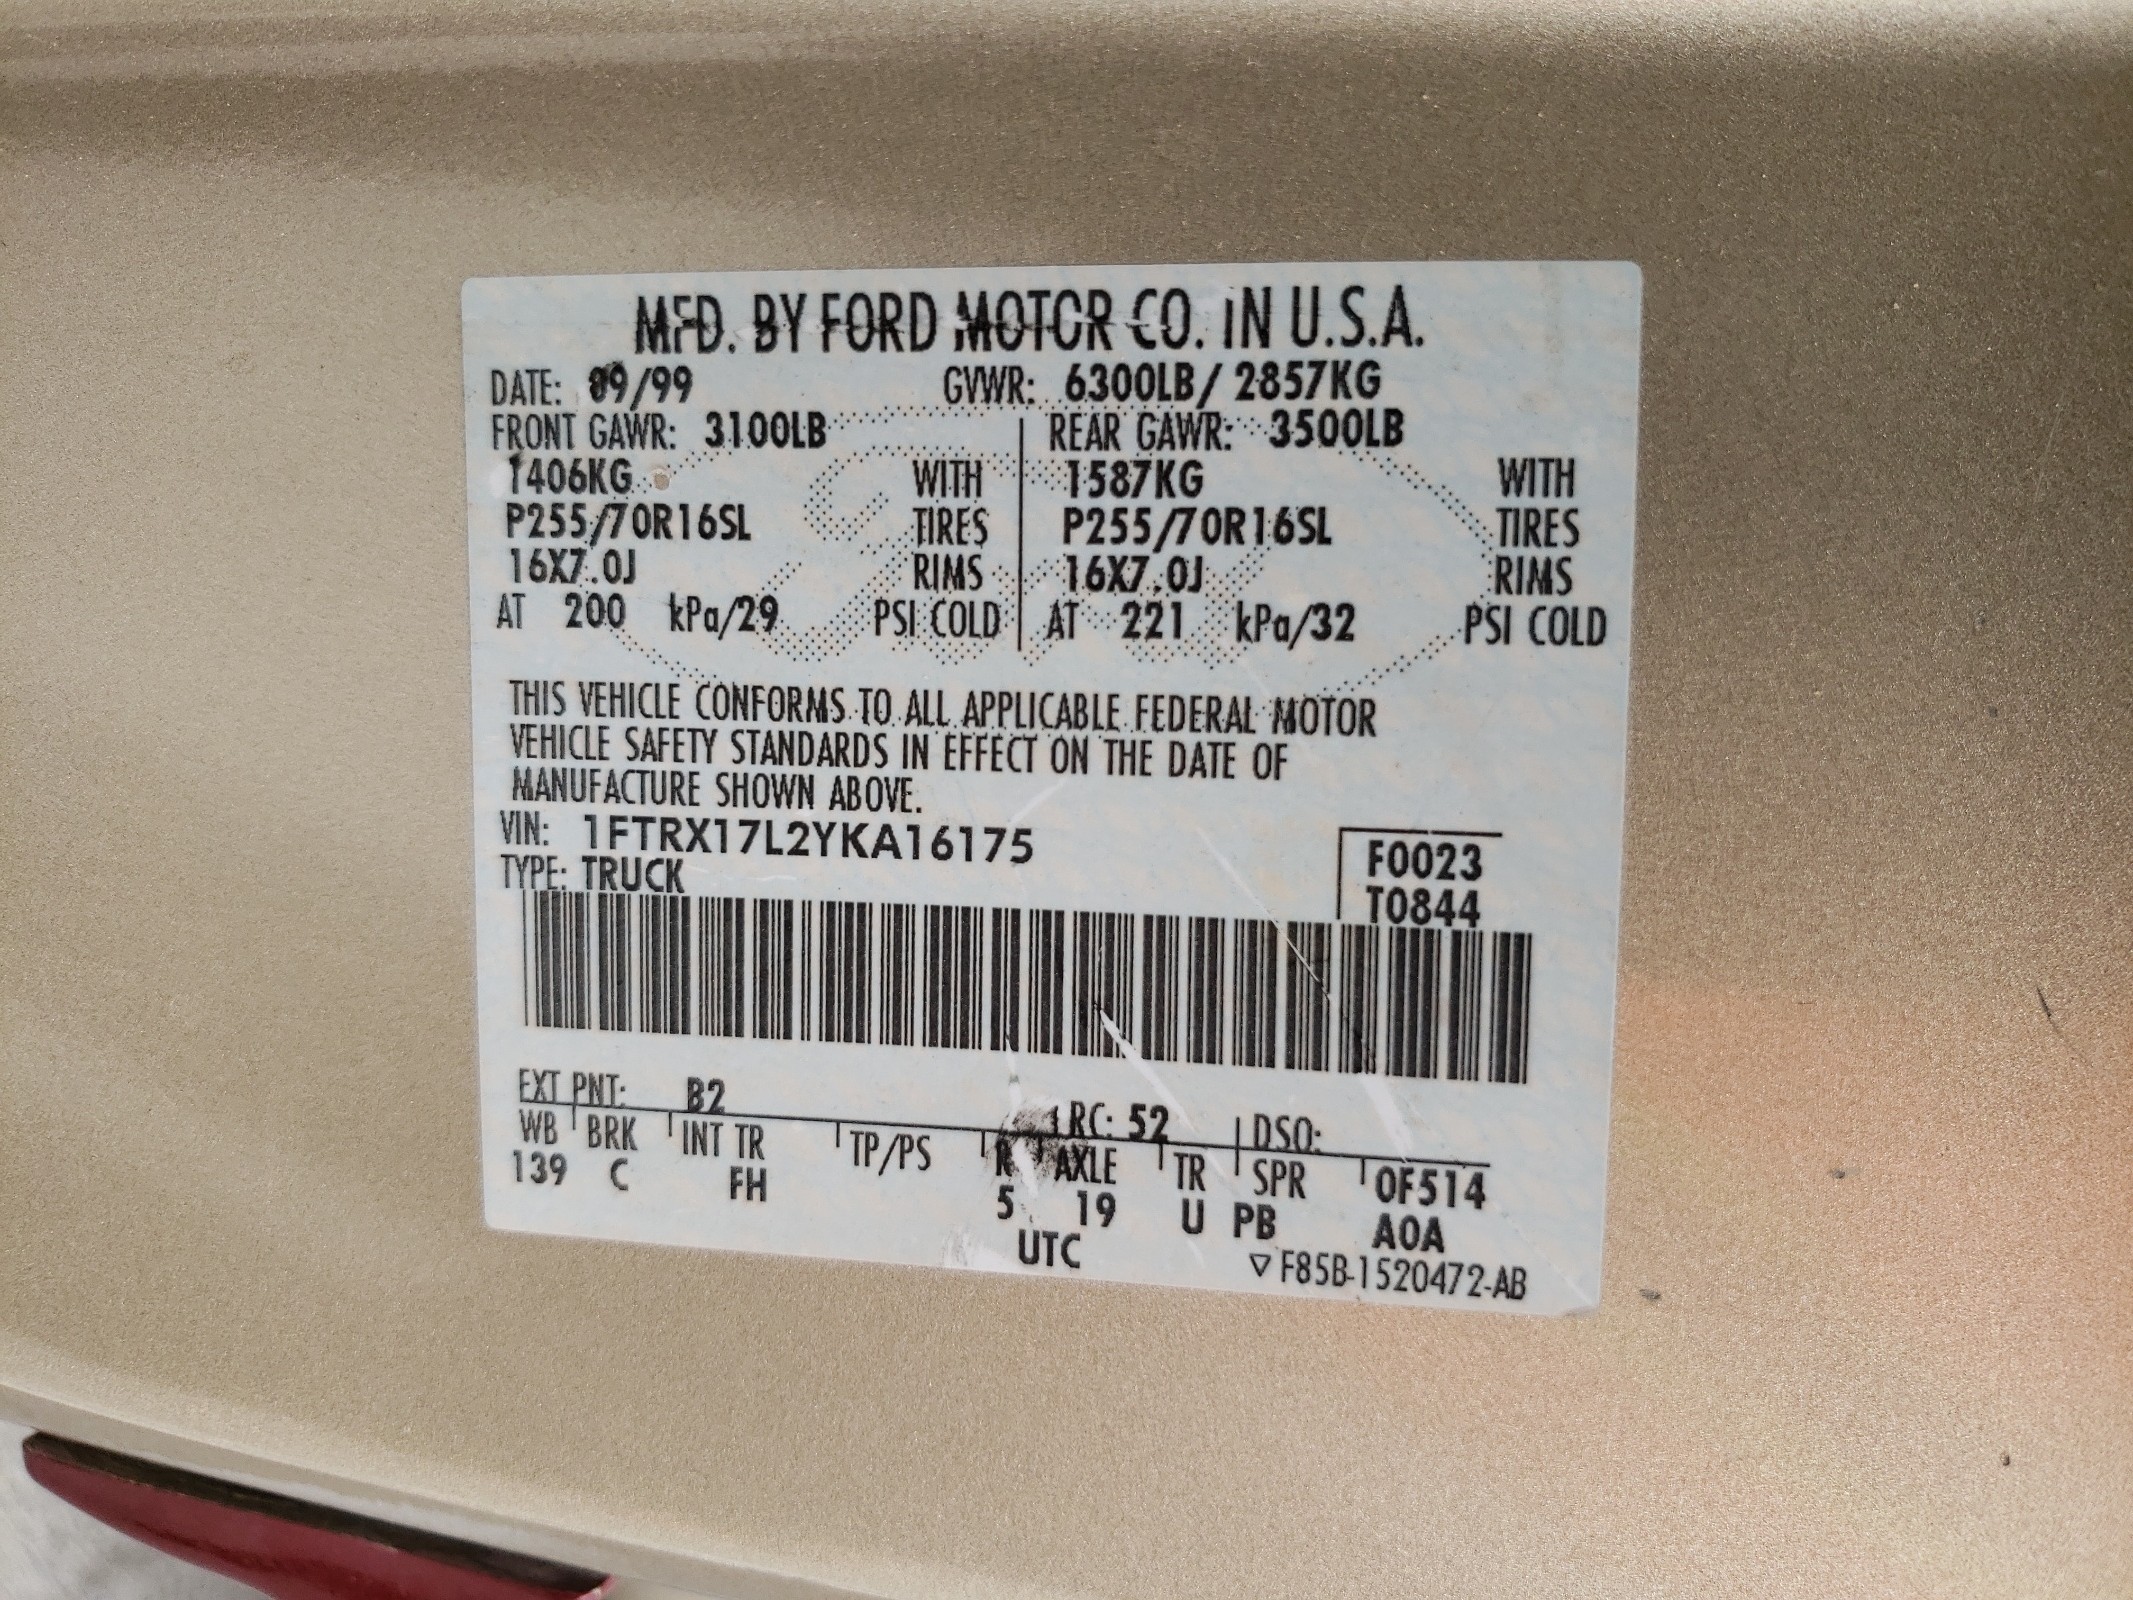 MFD. BY FORD MOTOR CO. IN U.S.A.
DATE: 09/99 GVWR: 6300LB/ 2857KG
FRONT GAWR: 3100LB REAR GAWR: 3500LB
1406KG WITH 1587KG WITH
P255/70R16SL TIRES P255/70R16SL TIRES
16X7.0J RIMS 16X7.0J RIMS
AT 200 kPa/29 PSI COLD AT 221 kPa/32 PSI COLD
THIS VEHICLE CONFORMS TO ALL APPLICABLE FEDERAL MOTOR
VEHICLE SAFETY STANDARDS IN EFFECT ON THE DATE OF
MANUFACTURE SHOWN ABOVE.
VIN: 1FTRX17L2YKA16175
F0023
TYPE: TRUCK
T0844
EXT PNT: B2 RC: 52 DSO:
WB BRK INT TR TP/PS R AXLE TR SPR 0F514
139 C FH 5 19 U PB A0A
UTC ▽F85B-1520472-AB